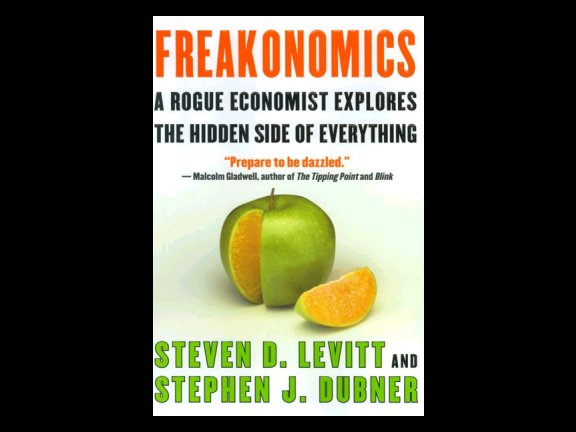 FREAKONOMICS
A ROGUE ECONOMIST EXPLORES
THE HIDDEN SIDE OF EVERYTHING
“Prepare to be dazzled.”
— Malcolm Gladwell, author of The Tipping Point and Blink
STEVEN D. LEVITT AND
STEPHEN J. DUBNER